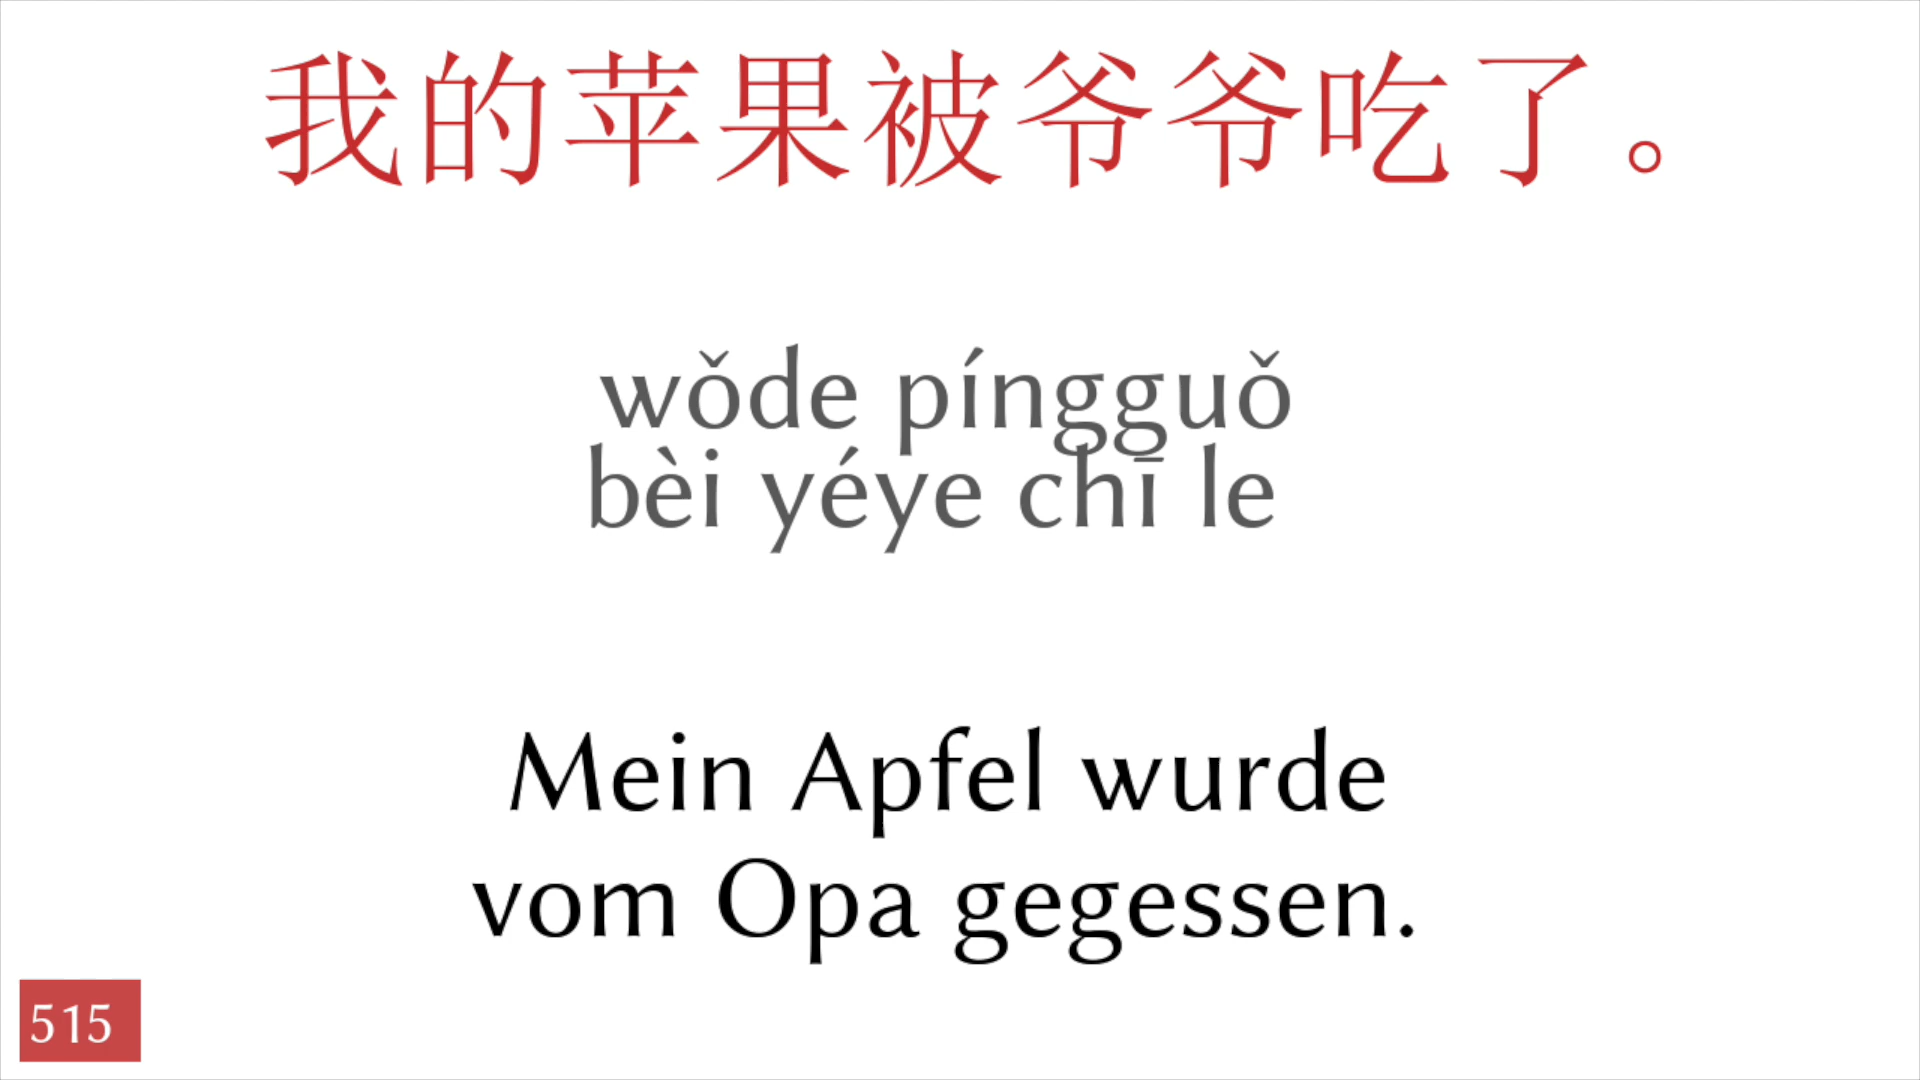 我的苹果被爷爷吃了。
wǒde píngguǒ
bèi yéye chī le
Mein Apfel wurde
vom Opa gegessen.
515